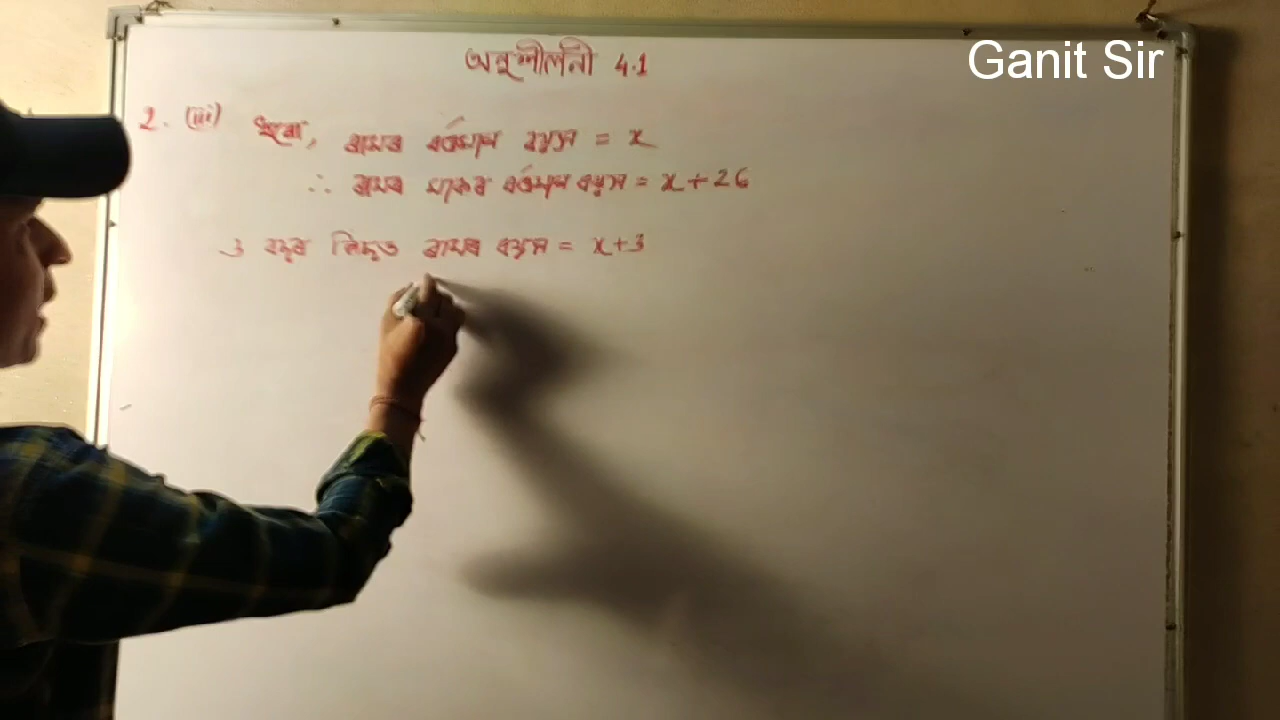 Ganit Sir
অনুশীলনী 4.1
2. (iii) ধৰো, ৰামৰ বৰ্তমান বয়স = x
∴ ৰামৰ মাকৰ বৰ্তমান বয়স = x + 26
3 বছৰ পিছত ৰামৰ বয়স = x + 3